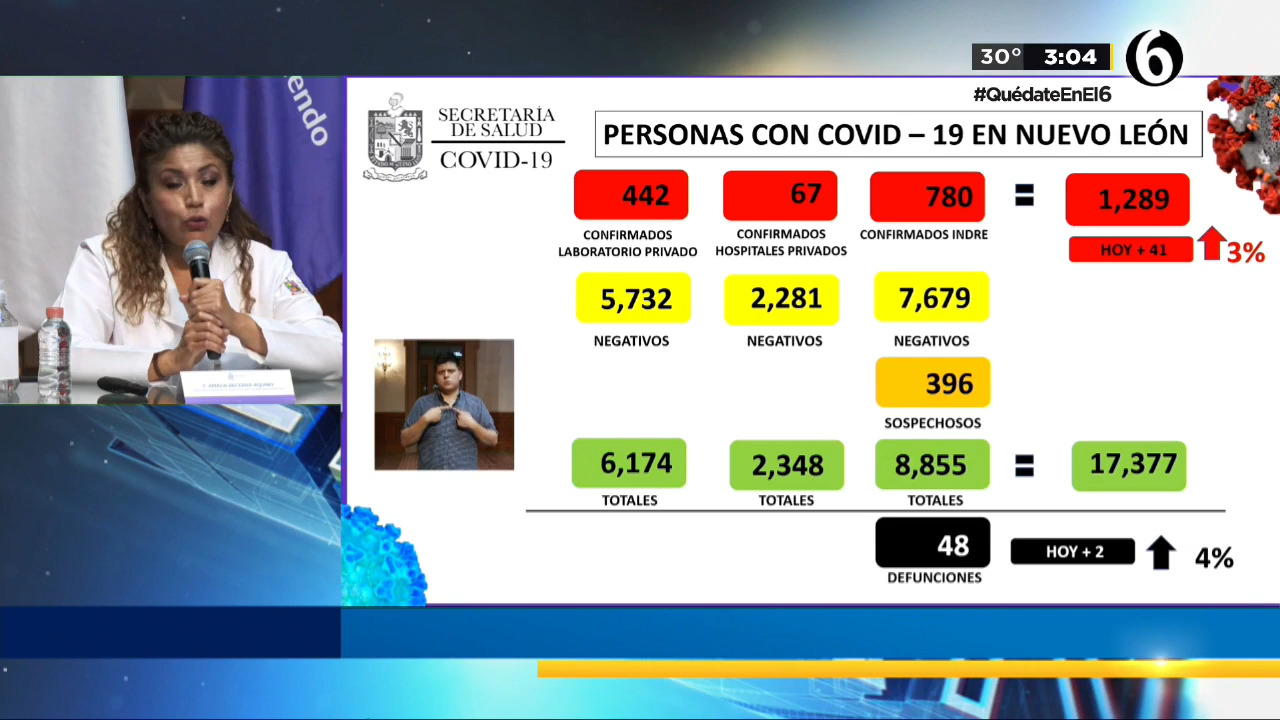 30° 3:04 6
#QuédateEnEl6
endo
SECRETARÍA
DE SALUD
COVID-19
PERSONAS CON COVID – 19 EN NUEVO LEÓN
442 67 780 = 1,289
CONFIRMADOS
LABORATORIO PRIVADO
CONFIRMADOS
HOSPITALES PRIVADOS
CONFIRMADOS INDRE
HOY + 41 3%
5,732 2,281 7,679
NEGATIVOS NEGATIVOS NEGATIVOS
396
SOSPECHOSOS
6,174 2,348 8,855 = 17,377
TOTALES TOTALES TOTALES
48 HOY + 2 4%
DEFUNCIONES